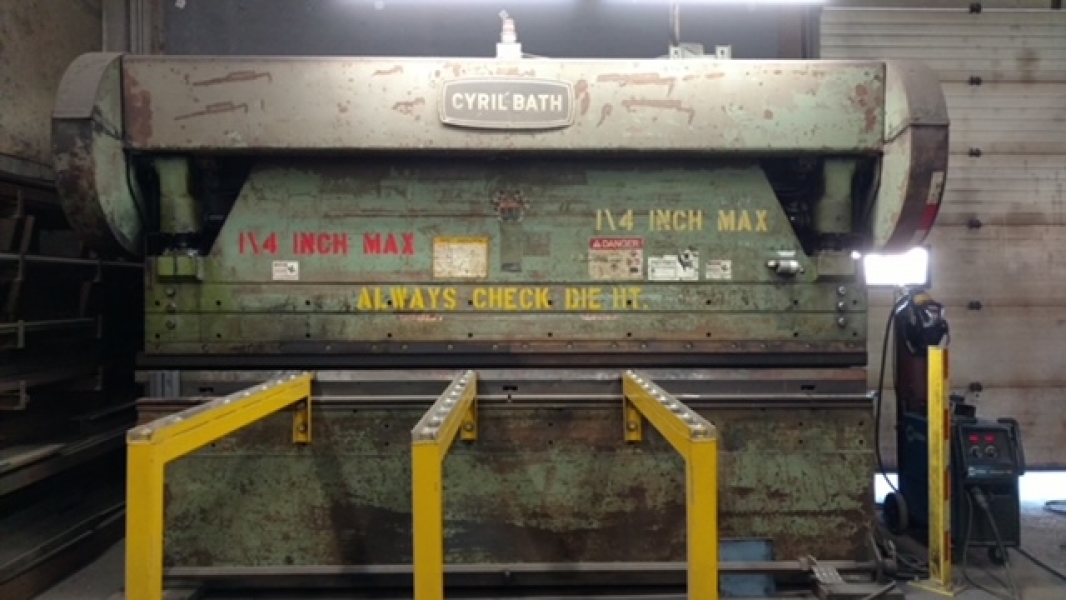 CYRIL BATH
1\4 INCH MAX
1\4 INCH MAX
DANGER
ALWAYS CHECK DIE HT.